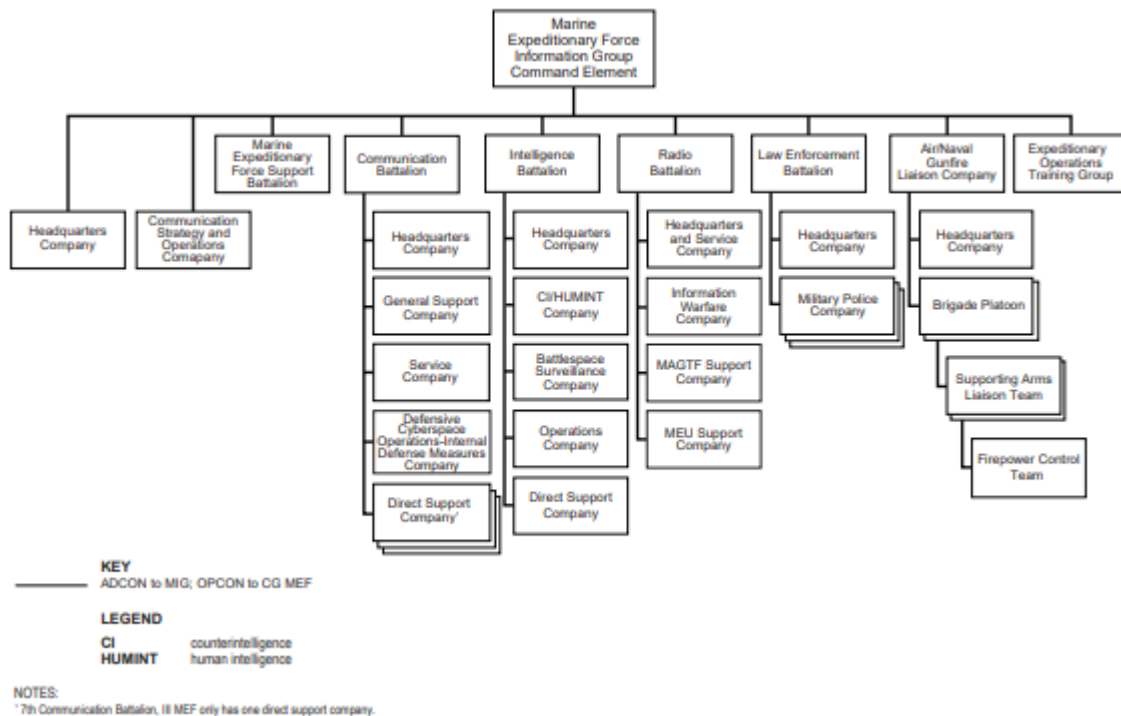 Marine
Expeditionary Force
Information Group
Command Element
Marine
Expeditionary
Force Support
Battalion
Communication
Battalion
Intelligence
Battalion
Radio
Battalion
Law Enforcement
Battalion
Air/Naval
Gunfire
Liaison Company
Expeditionary
Operations
Training Group
Headquarters
Company
Communication
Strategy and
Operations
Comapany
Headquarters
Company
General Support
Company
Service
Company
Defensive
Cyberspace
Operations-Internal
Defense Measures
Company
Direct Support
Company*
Headquarters
Company
CI/HUMINT
Company
Battlespace
Surveillance
Company
Operations
Company
Direct Support
Company
Headquarters
and Service
Company
Information
Warfare
Company
MAGTF Support
Company
MEU Support
Company
Headquarters
Company
Military Police
Company
Headquarters
Company
Brigade Platoon
Supporting Arms
Liaison Team
Firepower Control
Team
KEY
ADCON to MIG; OPCON to CG MEF
LEGEND
CI counterintelligence
HUMINT human intelligence
NOTES:
* 7th Communication Battalion, III MEF only has one direct support company.